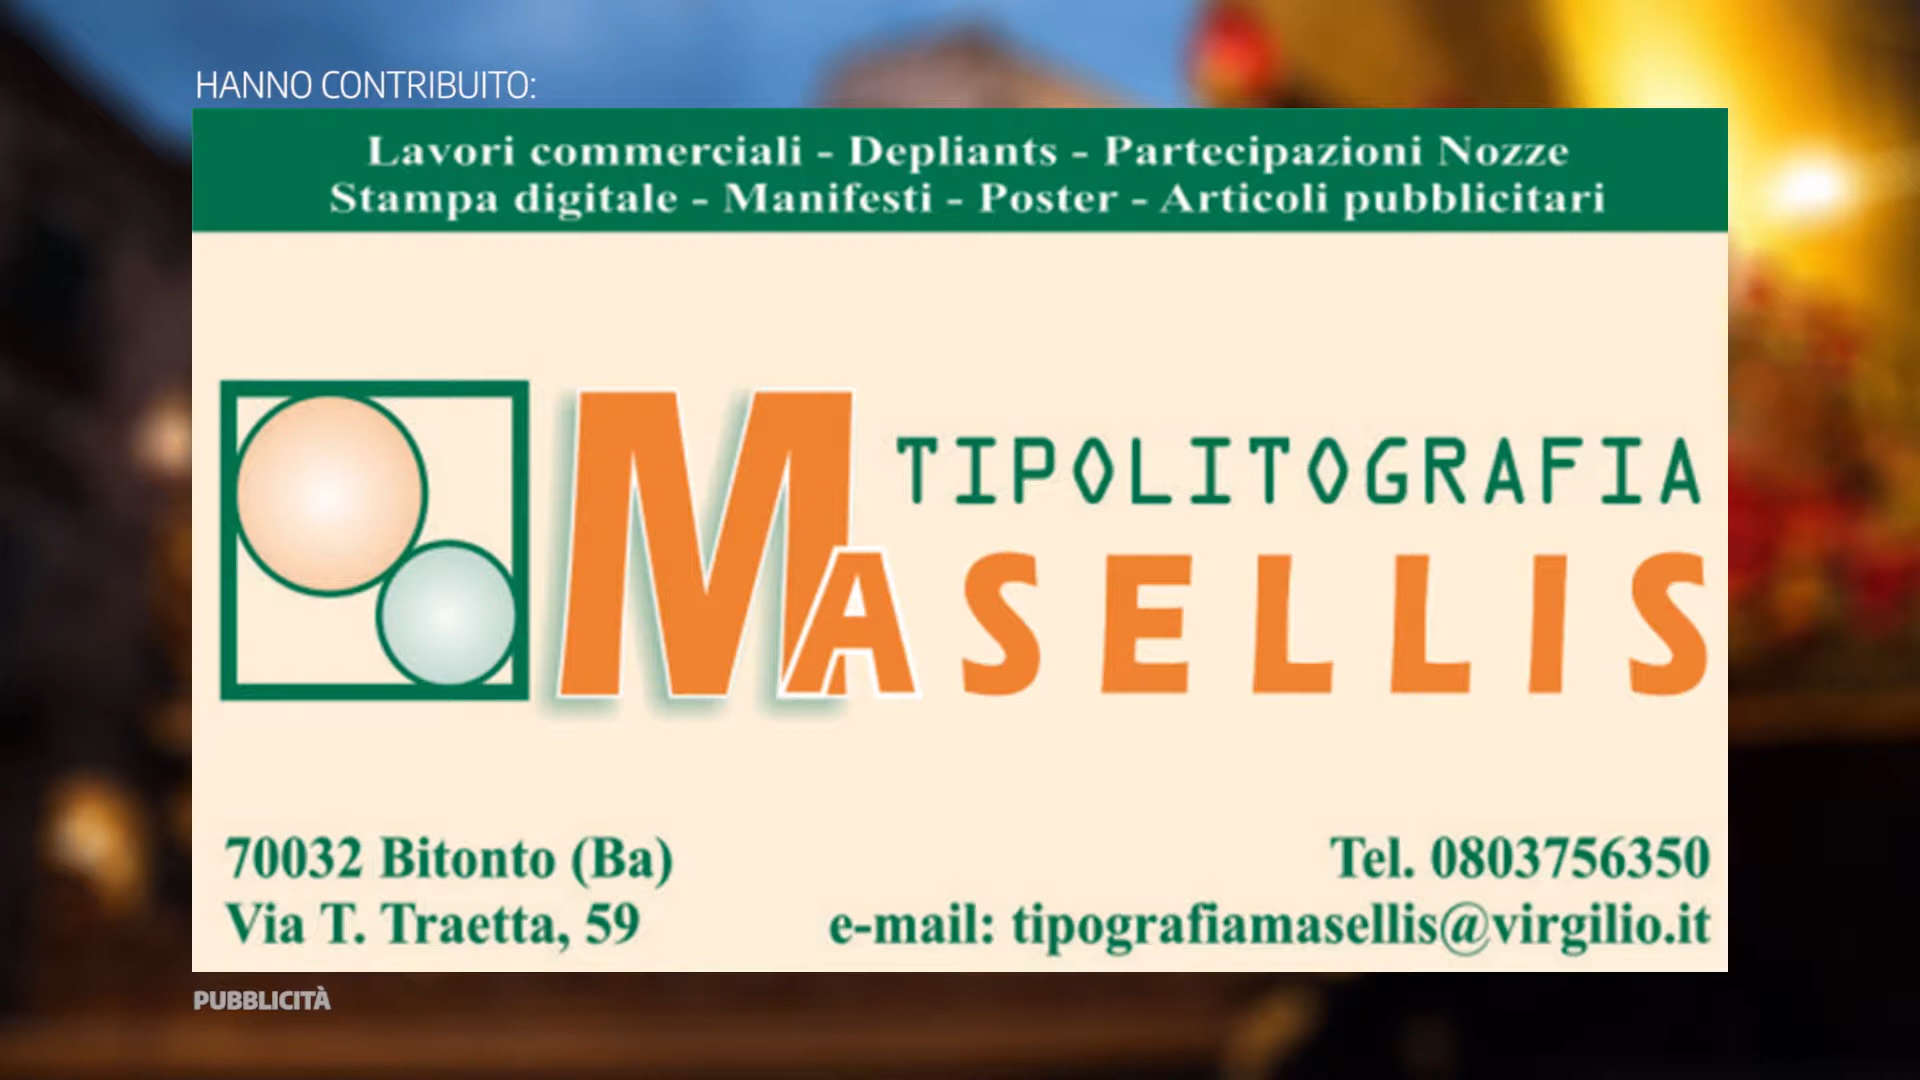 HANNO CONTRIBUITO:
Lavori commerciali - Depliants - Partecipazioni Nozze
Stampa digitale - Manifesti - Poster - Articoli pubblicitari
TIPOLITOGRAFIA
MASELLIS
70032 Bitonto (Ba)
Via T. Traetta, 59
Tel. 0803756350
e-mail: tipografiamasellis@virgilio.it
PUBBLICITÀ